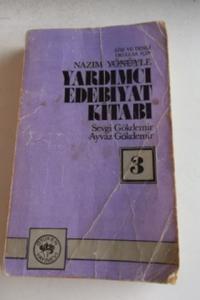 LİSE VE DENGİ
OKULLAR İÇİN
NAZIM YÖNÜYLE
YARDIMCI
EDEBİYAT
KİTABI
Sevgi Gökdemir
Ayvaz Gökdemir
3